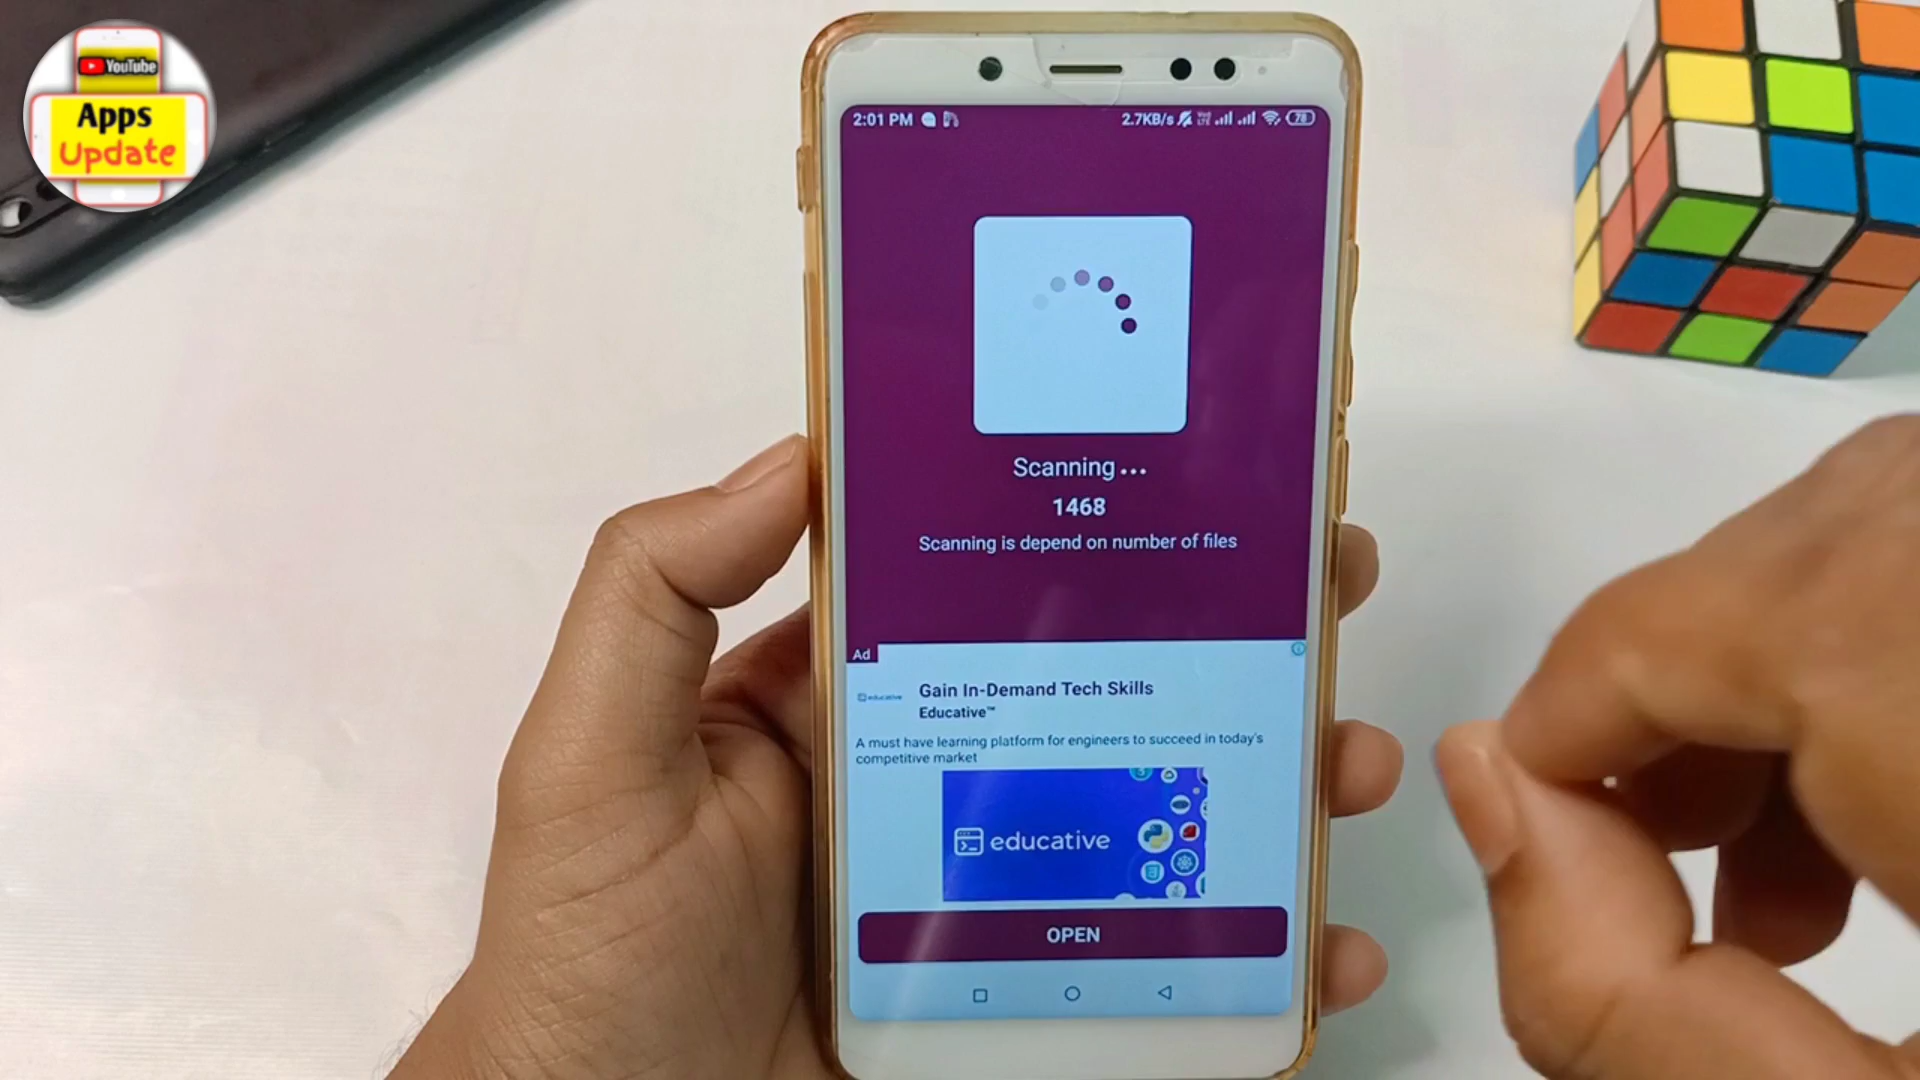 YouTube
Apps
Update
2:01 PM
2.7KB/s
78
Scanning...
1468
Scanning is depend on number of files
Ad
educative
Gain In-Demand Tech Skills
Educative™
A must have learning platform for engineers to succeed in today's
competitive market
educative
OPEN